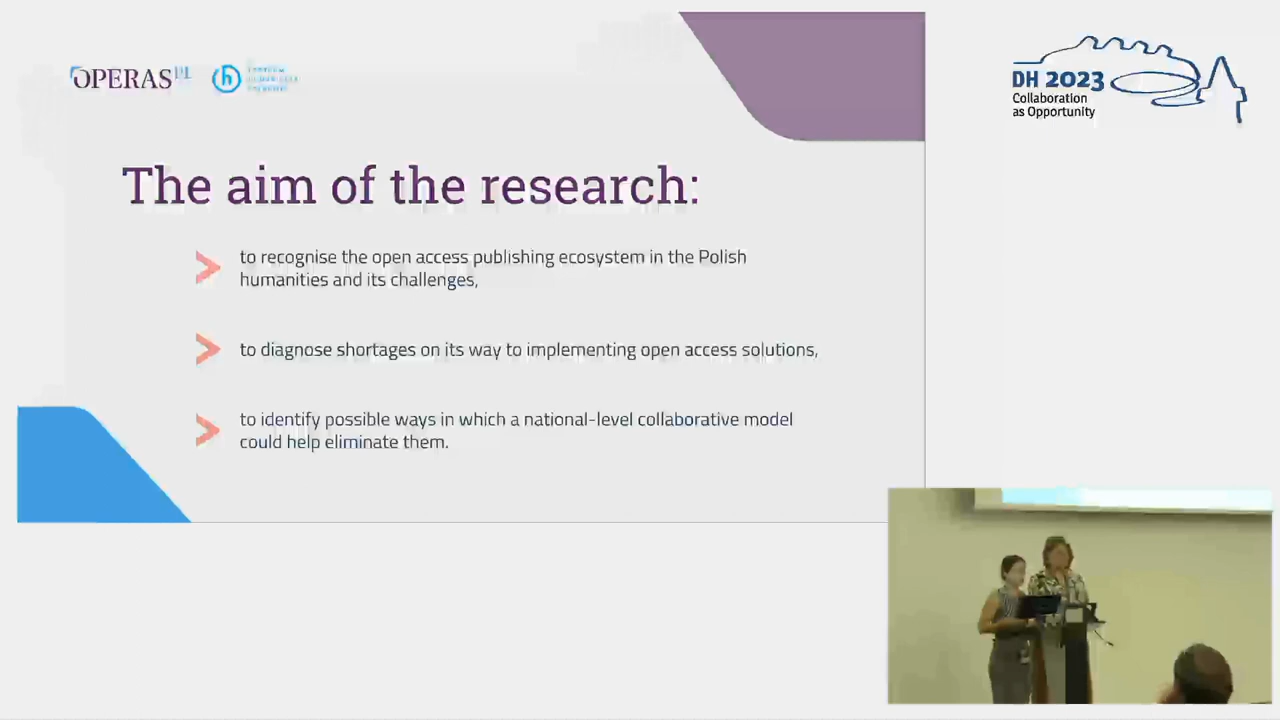 OPERAS PL
The aim of the research:
to recognise the open access publishing ecosystem in the Polish
humanities and its challenges,
to diagnose shortages on its way to implementing open access solutions,
to identify possible ways in which a national-level collaborative model
could help eliminate them.
DH 2023
Collaboration
as Opportunity